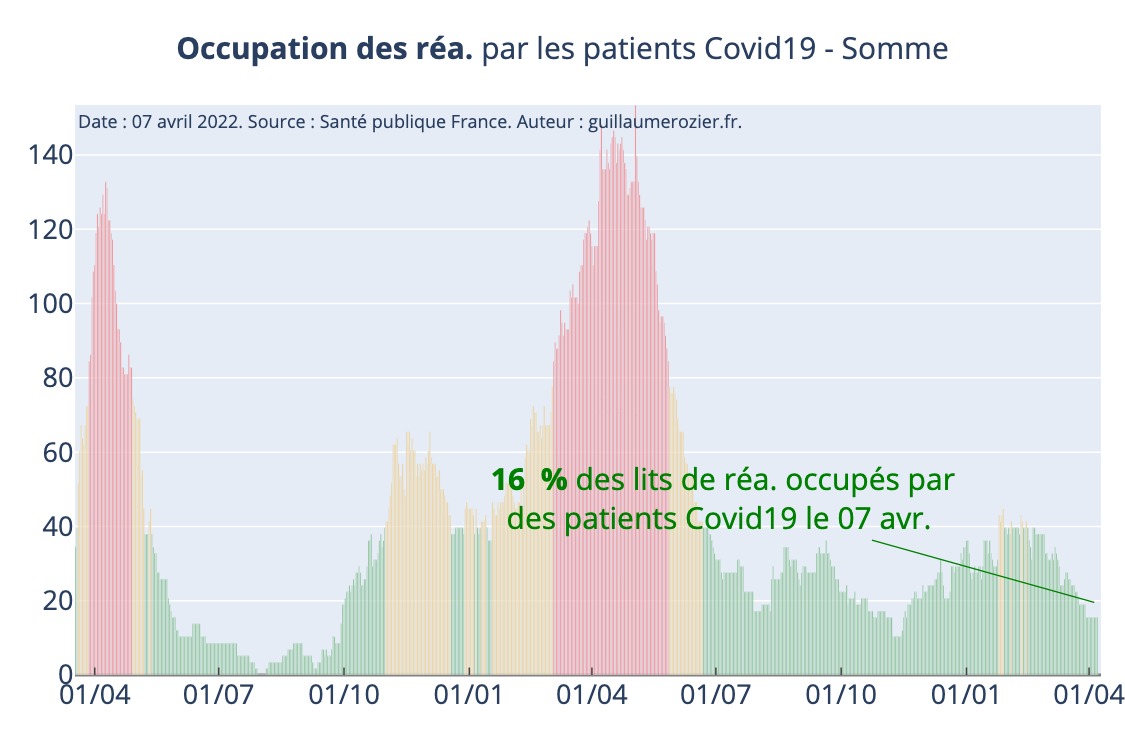 Occupation des réa. par les patients Covid19 - Somme
Date : 07 avril 2022. Source : Santé publique France. Auteur : guillaumerozier.fr.
140
120
100
80
60
40
20
0
16 % des lits de réa. occupés par
des patients Covid19 le 07 avr.
01/04 01/07 01/10 01/01 01/04 01/07 01/10 01/01 01/04